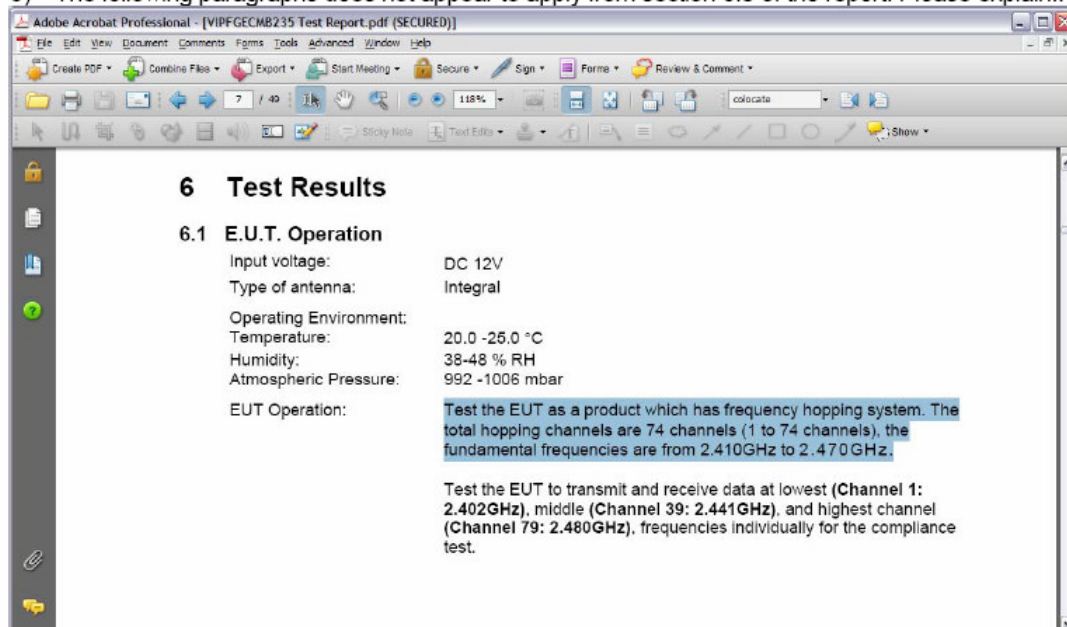 The following paragraphs does not appear to apply from section 6.8 of the report. Please explain..
Adobe Acrobat Professional - [VIPFGECMB235 Test Report.pdf (SECURED)]
File Edit View Document Comments Forms Tools Advanced Window Help
Create PDF Combine Files Export Start Meeting Secure Sign Forms Review & Comment
7 / 49 118% colocate
Sticky Note Text Edits Show
6 Test Results
6.1 E.U.T. Operation
Input voltage: DC 12V
Type of antenna: Integral
Operating Environment:
Temperature: 20.0 -25.0 °C
Humidity: 38-48 % RH
Atmospheric Pressure: 992 -1006 mbar
EUT Operation: Test the EUT as a product which has frequency hopping system. The
total hopping channels are 74 channels (1 to 74 channels), the
fundamental frequencies are from 2.410GHz to 2.470GHz.
Test the EUT to transmit and receive data at lowest (Channel 1:
2.402GHz), middle (Channel 39: 2.441GHz), and highest channel
(Channel 79: 2.480GHz), frequencies individually for the compliance
test.